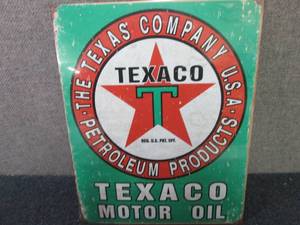 ·THE TEXAS COMPANY U.S.A·
PETROLEUM PRODUCTS
TEXACO
T
REG. U.S. PAT. OFF.
TEXACO
MOTOR OIL